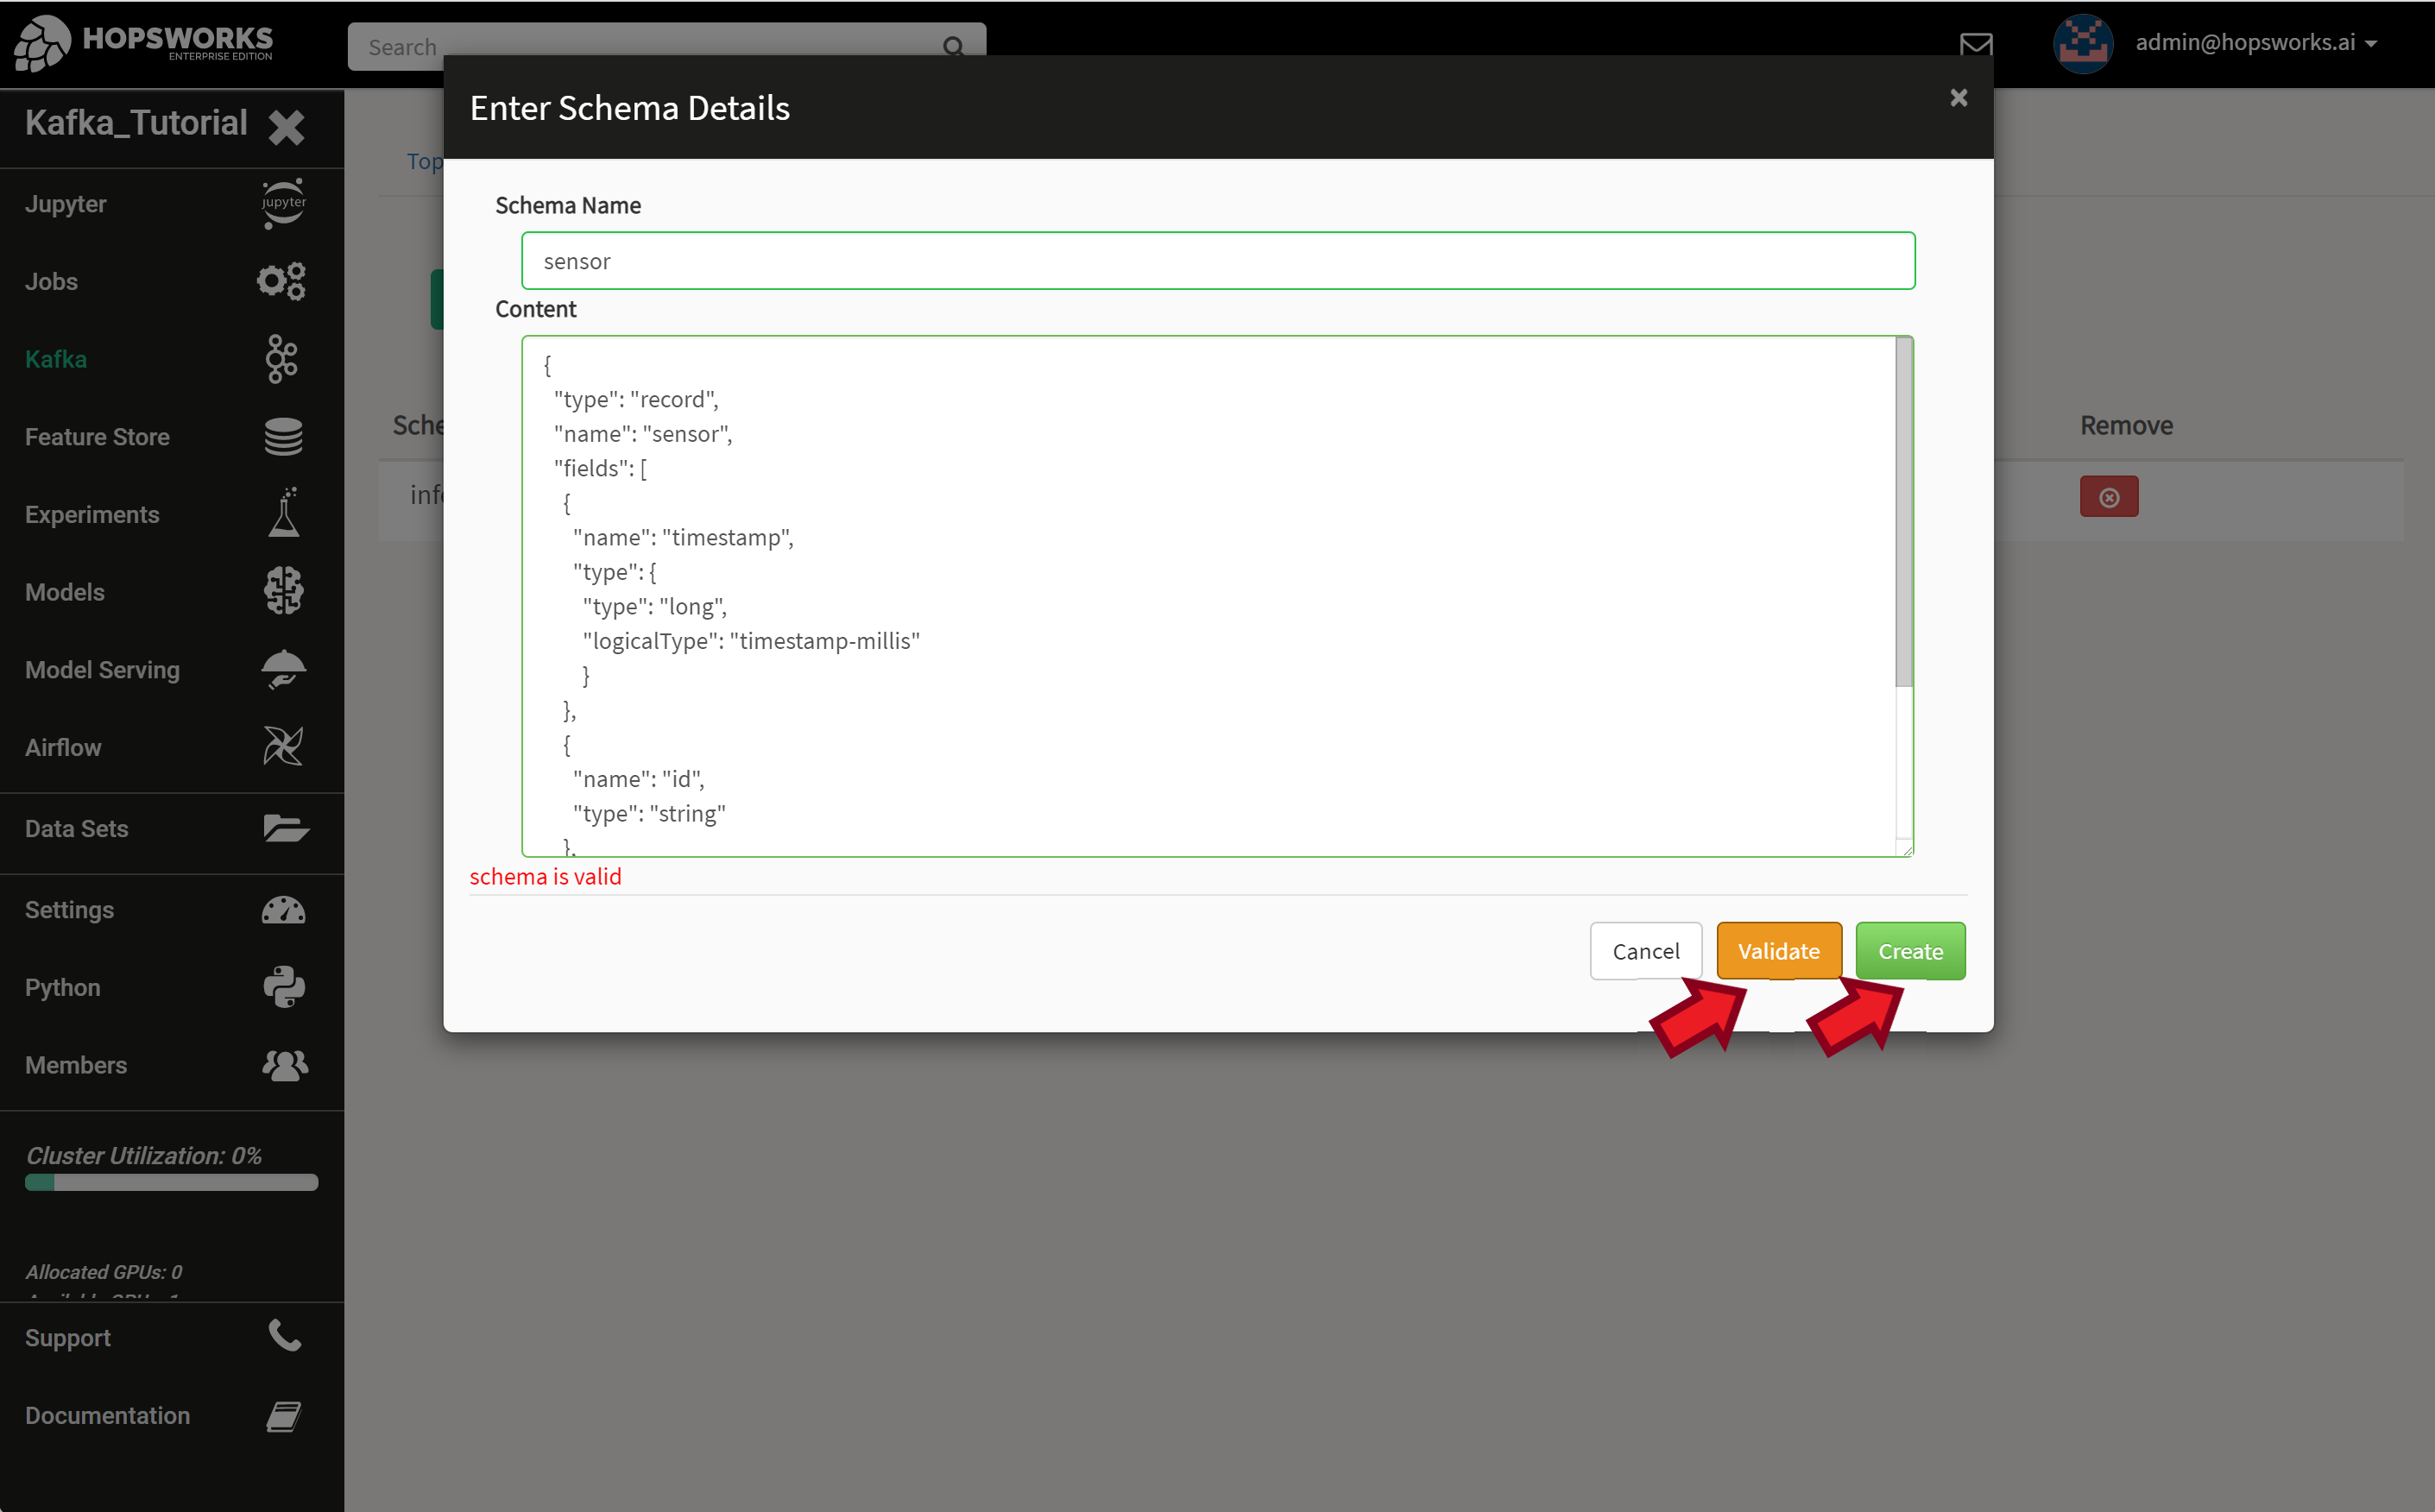 HOPSWORKS
ENTERPRISE EDITION
Search
admin@hopsworks.ai
Kafka_Tutorial
Jupyter
jupyter
Jobs
Kafka
Feature Store
Experiments
Models
Model Serving
Airflow
Data Sets
Settings
Python
Members
Cluster Utilization: 0%
Allocated GPUs: 0
Support
Documentation
Top
Sche
inf
Remove
Enter Schema Details
×
Schema Name
sensor
Content
{
"type": "record",
"name": "sensor",
"fields": [
{
"name": "timestamp",
"type": {
"type": "long",
"logicalType": "timestamp-millis"
}
},
{
"name": "id",
"type": "string"
},
schema is valid
Cancel
Validate
Create